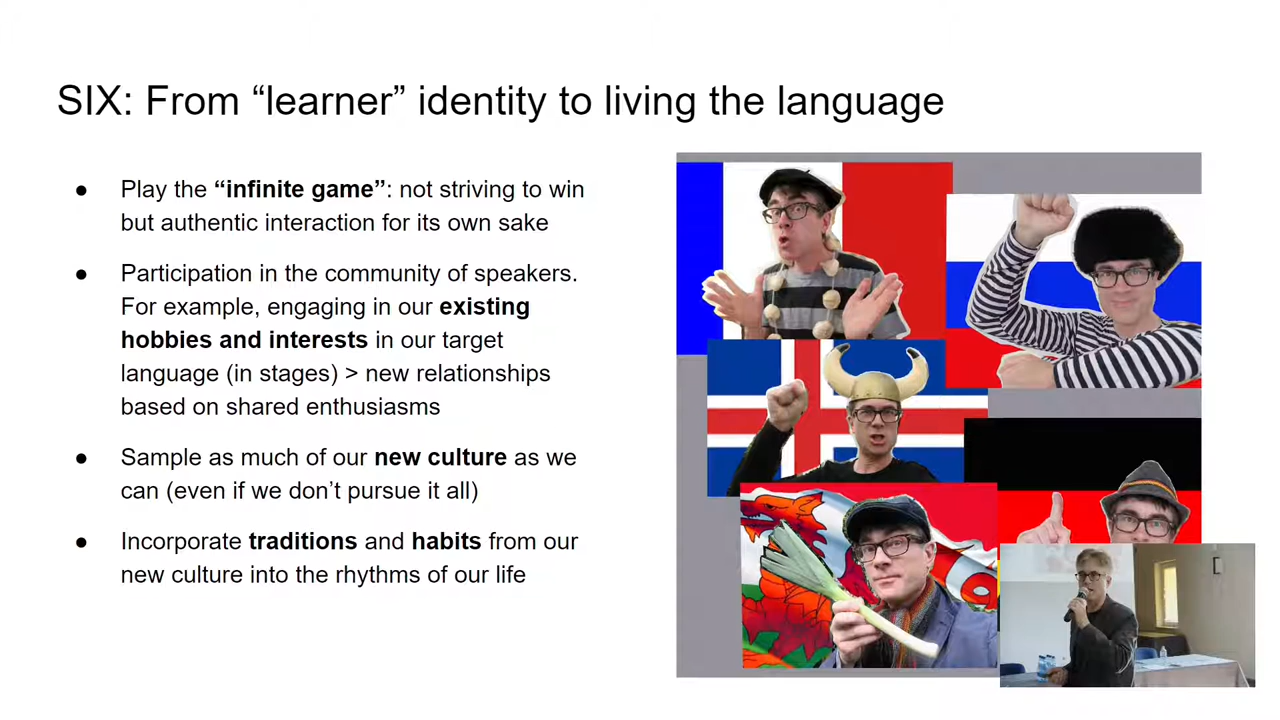 SIX: From “learner” identity to living the language
● Play the “infinite game”: not striving to win
but authentic interaction for its own sake
● Participation in the community of speakers.
For example, engaging in our existing
hobbies and interests in our target
language (in stages) > new relationships
based on shared enthusiasms
● Sample as much of our new culture as we
can (even if we don’t pursue it all)
● Incorporate traditions and habits from our
new culture into the rhythms of our life